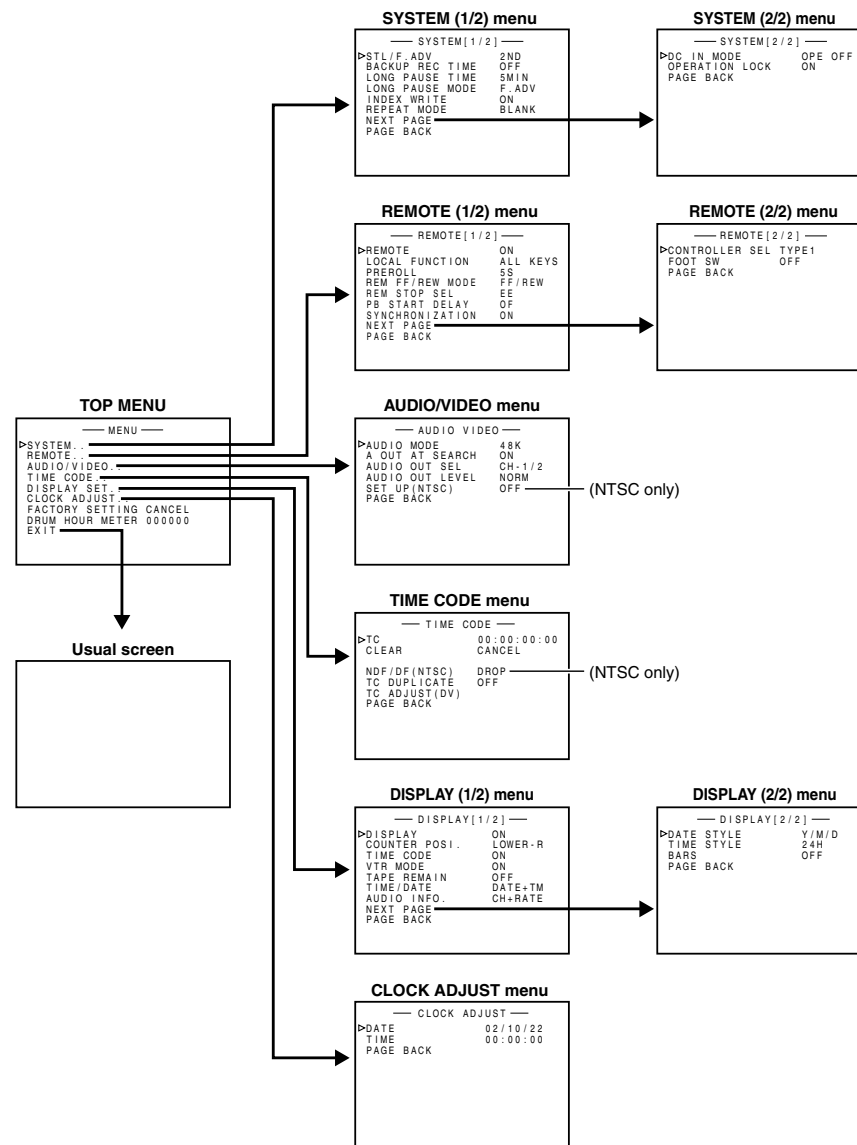 SYSTEM (1/2) menu
SYSTEM[1/2]
STL/F.ADV 2ND
BACKUP REC TIME OFF
LONG PAUSE TIME 5MIN
LONG PAUSE MODE F.ADV
INDEX WRITE ON
REPEAT MODE BLANK
NEXT PAGE
PAGE BACK
SYSTEM (2/2) menu
SYSTEM[2/2]
DC IN MODE OPE OFF
OPERATION LOCK ON
PAGE BACK
REMOTE (1/2) menu
REMOTE[1/2]
REMOTE ON
LOCAL FUNCTION ALL KEYS
PREROLL 5S
REM FF/REW MODE FF/REW
REM STOP SEL EE
PB START DELAY OF
SYNCHRONIZATION ON
NEXT PAGE
PAGE BACK
REMOTE (2/2) menu
REMOTE[2/2]
CONTROLLER SEL TYPE1
FOOT SW OFF
PAGE BACK
TOP MENU
MENU
SYSTEM..
REMOTE..
AUDIO/VIDEO..
TIME CODE..
DISPLAY SET..
CLOCK ADJUST..
FACTORY SETTING CANCEL
DRUM HOUR METER 000000
EXIT
AUDIO/VIDEO menu
AUDIO VIDEO
AUDIO MODE 48K
A OUT AT SEARCH ON
AUDIO OUT SEL CH-1/2
AUDIO OUT LEVEL NORM
SET UP(NTSC) OFF
PAGE BACK
(NTSC only)
Usual screen
TIME CODE menu
TIME CODE
TC 00:00:00:00
CLEAR CANCEL
NDF/DF(NTSC) DROP
TC DUPLICATE OFF
TC ADJUST(DV)
PAGE BACK
(NTSC only)
DISPLAY (1/2) menu
DISPLAY[1/2]
DISPLAY ON
COUNTER POSI. LOWER-R
TIME CODE ON
VTR MODE ON
TAPE REMAIN OFF
TIME/DATE DATE+TM
AUDIO INFO. CH+RATE
NEXT PAGE
PAGE BACK
DISPLAY (2/2) menu
DISPLAY[2/2]
DATE STYLE Y/M/D
TIME STYLE 24H
BARS OFF
PAGE BACK
CLOCK ADJUST menu
CLOCK ADJUST
DATE 02/10/22
TIME 00:00:00
PAGE BACK